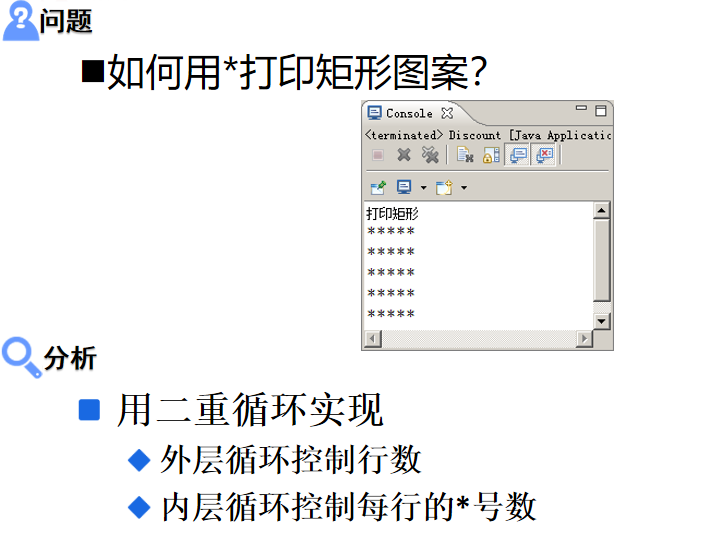 问题
如何用*打印矩形图案?
Console
<terminated> Discount [Java Applicatio
打印矩形
*****
*****
*****
*****
*****
分析
用二重循环实现
外层循环控制行数
内层循环控制每行的*号数